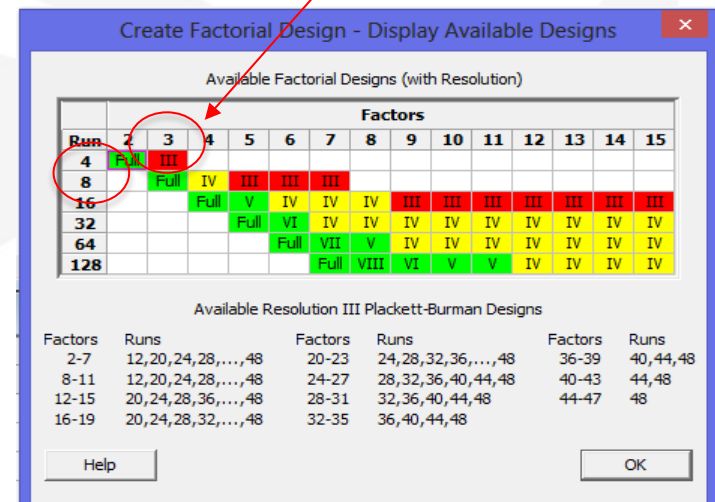 Create Factorial Design - Display Available Designs
Available Factorial Designs (with Resolution)
Factors
Run 2 3 4 5 6 7 8 9 10 11 12 13 14 15
4 Full III
8 Full IV III III III
16 Full V IV IV IV III III III III III III III
32 Full VI IV IV IV IV IV IV IV IV IV
64 Full VII V IV IV IV IV IV IV IV
128 Full VIII VI V V IV IV IV IV
Available Resolution III Plackett-Burman Designs
Factors Runs Factors Runs Factors Runs
2-7 12,20,24,28,...,48 20-23 24,28,32,36,...,48 36-39 40,44,48
8-11 12,20,24,28,...,48 24-27 28,32,36,40,44,48 40-43 44,48
12-15 20,24,28,36,...,48 28-31 32,36,40,44,48 44-47 48
16-19 20,24,28,32,...,48 32-35 36,40,44,48
Help OK